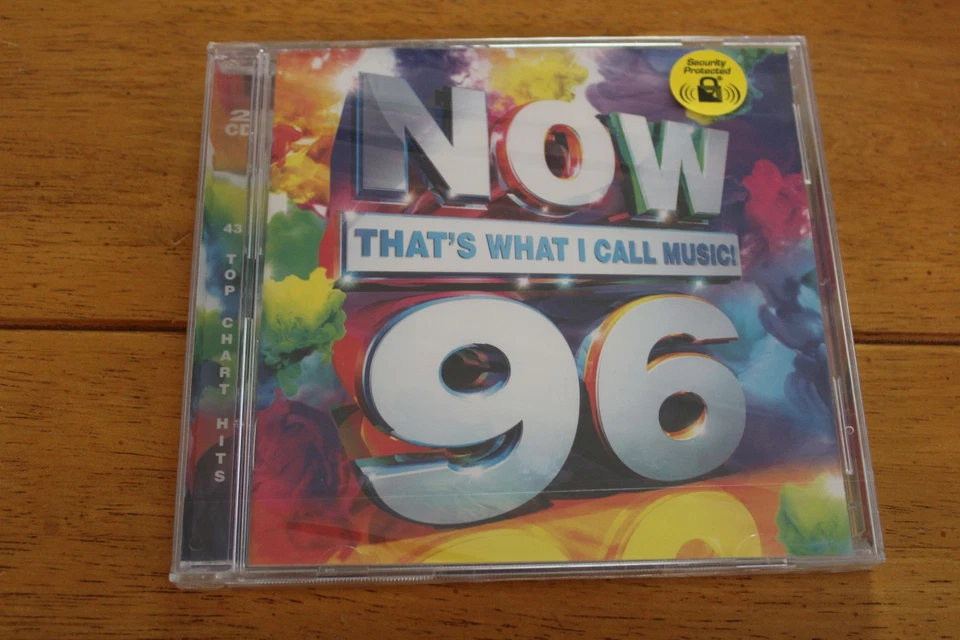 2
CD
43 TOP CHART HITS
NOW
THAT'S WHAT I CALL MUSIC!
96
Security
Protected